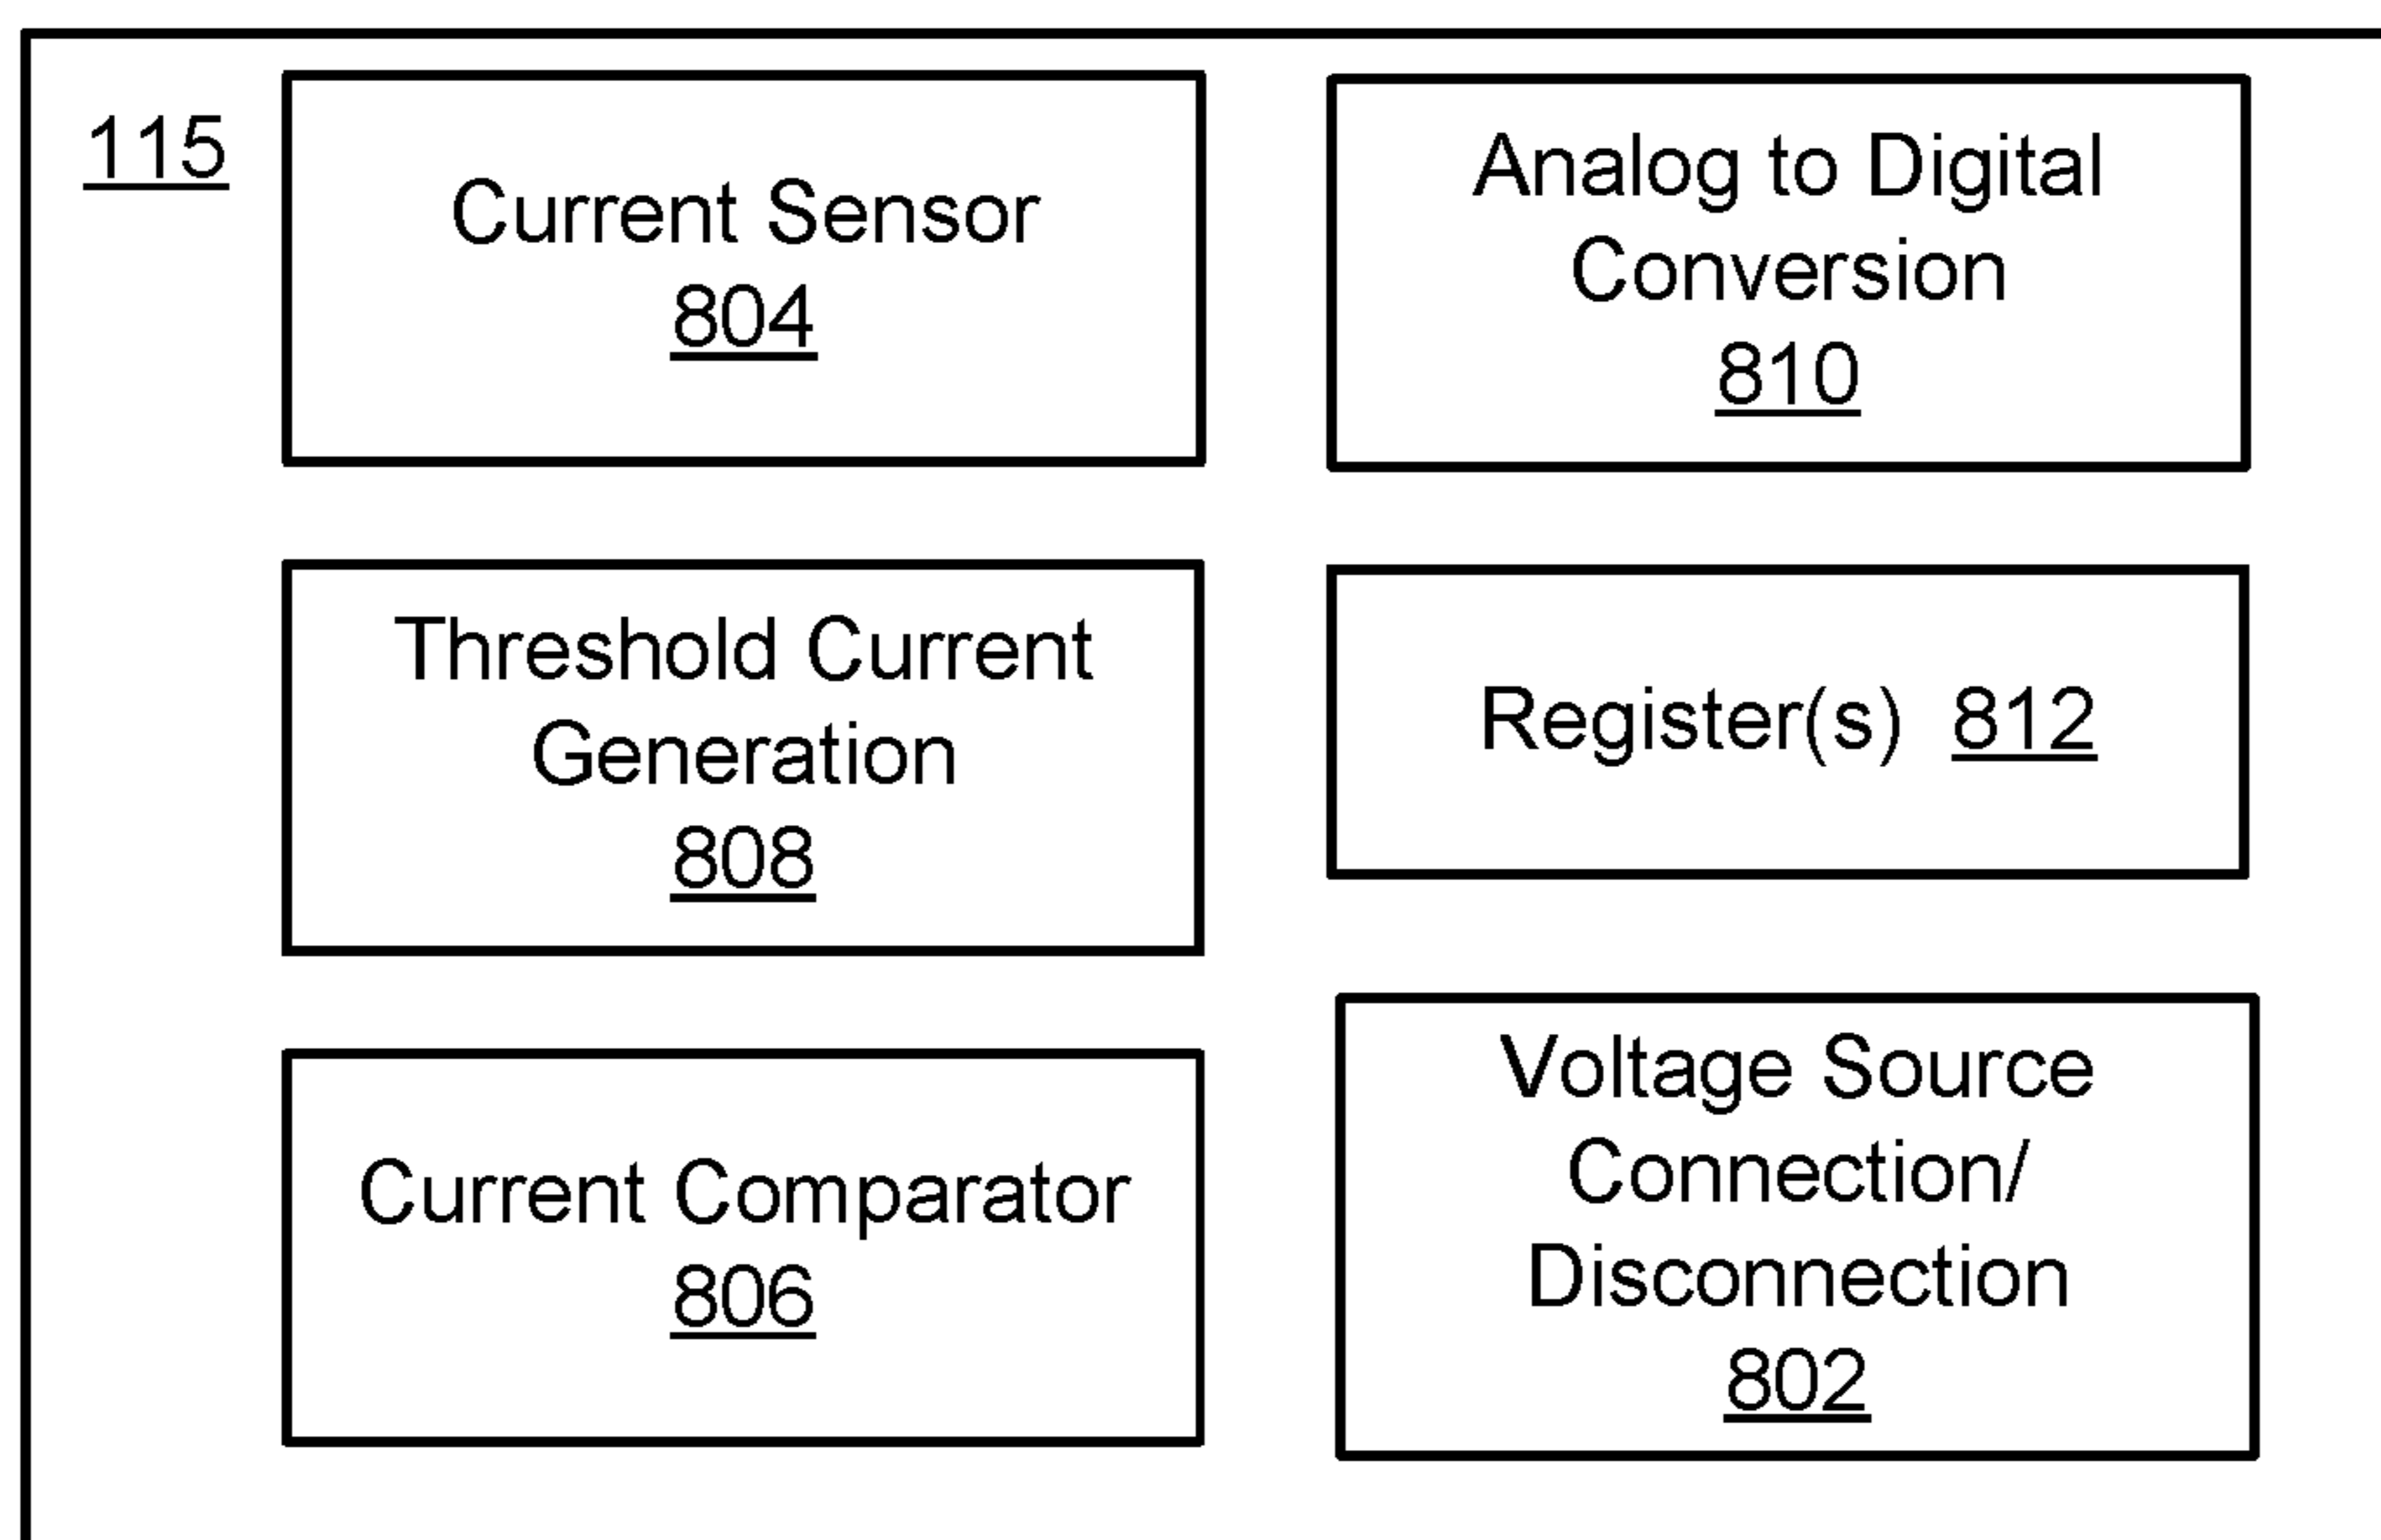 115
Current Sensor
804
Analog to Digital
Conversion
810
Threshold Current
Generation
808
Register(s) 812
Current Comparator
806
Voltage Source
Connection/
Disconnection
802